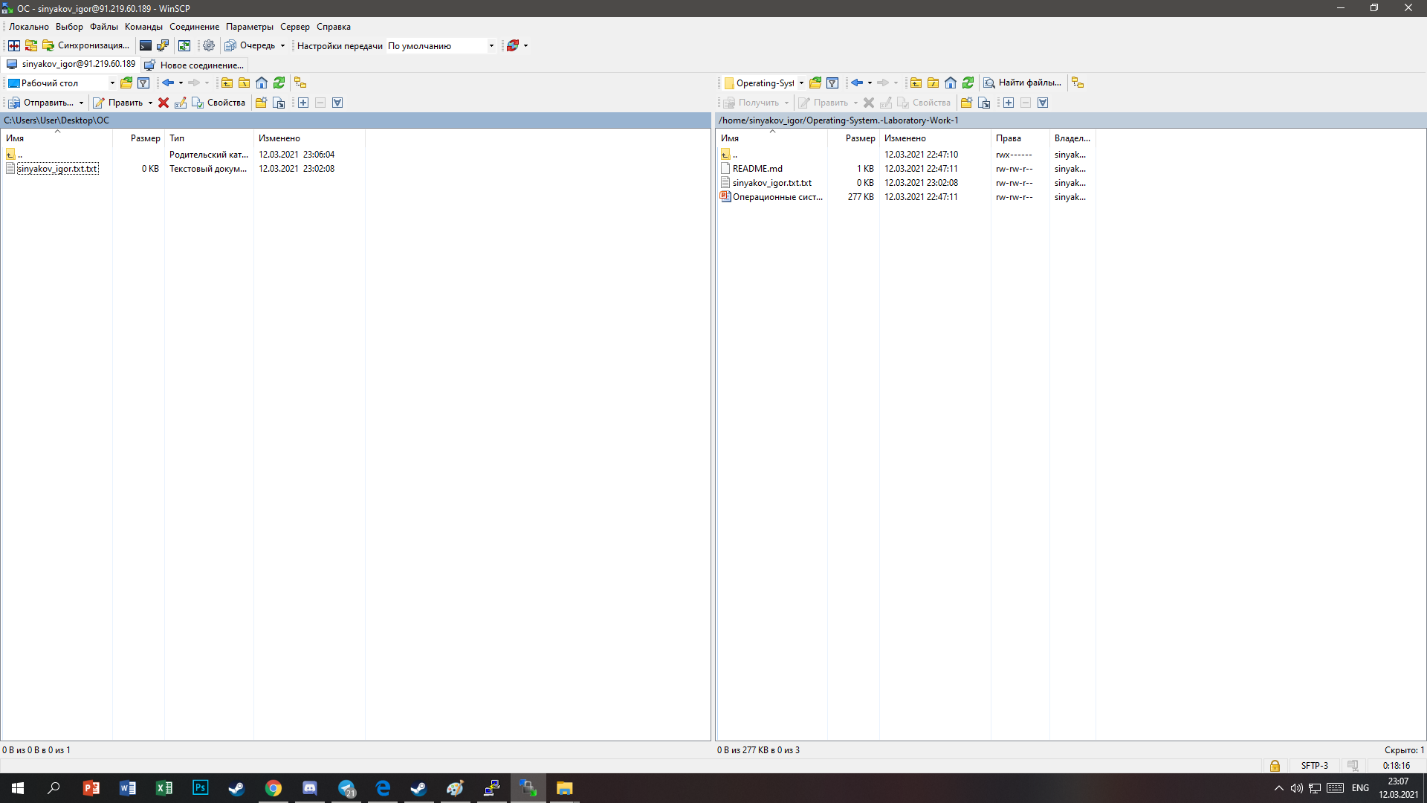 OC - sinyakov_igor@91.219.60.189 - WinSCP
Локально Выбор Файлы Команды Соединение Параметры Сервер Справка
Синхронизация... Очередь Настройки передачи По умолчанию
sinyakov_igor@91.219.60.189 Новое соединение...
Рабочий стол Operating-Syst Найти файлы...
Отправить... Править Свойства Получить Править Свойства
C:\Users\User\Desktop\OC /home/sinyakov_igor/Operating-System.-Laboratory-Work-1
Имя Размер Тип Изменено Имя Размер Изменено Права Владел...
.. Родительский кат... 12.03.2021 23:06:04 .. 12.03.2021 22:47:10 rwx------ sinyak...
sinyakov_igor.txt.txt 0 KB Текстовый докум... 12.03.2021 23:02:08 README.md 1 KB 12.03.2021 22:47:11 rw-rw-r-- sinyak...
sinyakov_igor.txt.txt 0 KB 12.03.2021 23:02:08 rw-rw-r-- sinyak...
Операционные сист... 277 KB 12.03.2021 22:47:11 rw-rw-r-- sinyak...
0 B из 0 B в 0 из 1 0 B из 277 KB в 0 из 3 Скрыто: 1
SFTP-3 0:18:16
Ps 21 ENG 23:07
12.03.2021